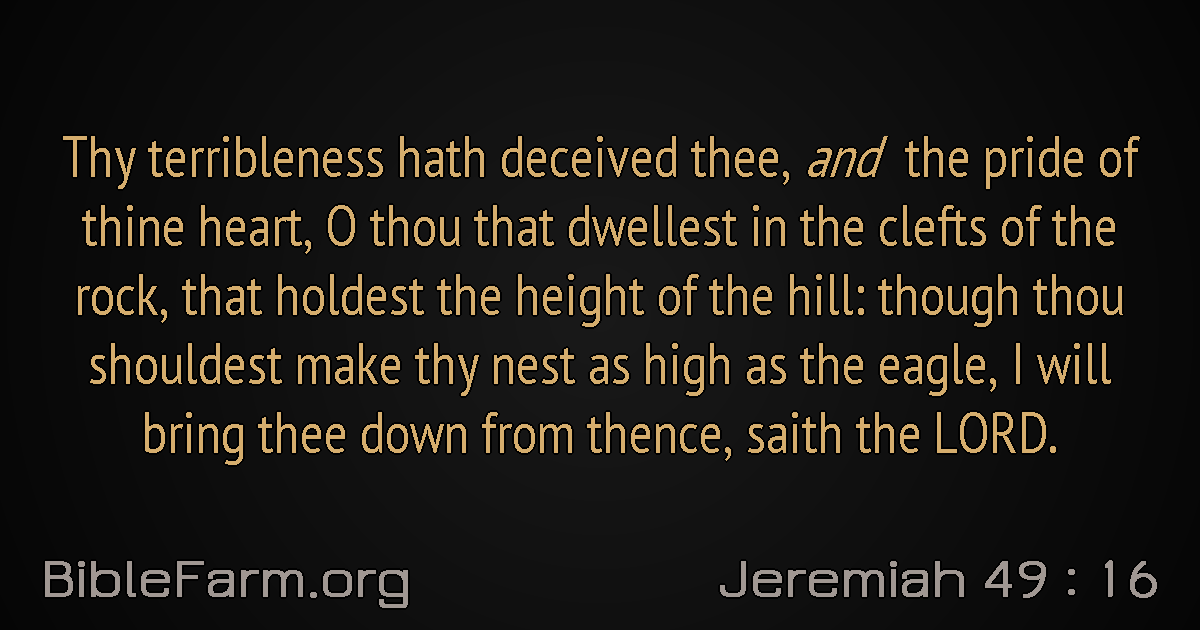 Thy terribleness hath deceived thee, and the pride of
thine heart, O thou that dwellest in the clefts of the
rock, that holdest the height of the hill: though thou
shouldest make thy nest as high as the eagle, I will
bring thee down from thence, saith the LORD.
BibleFarm.org
Jeremiah 49 : 16